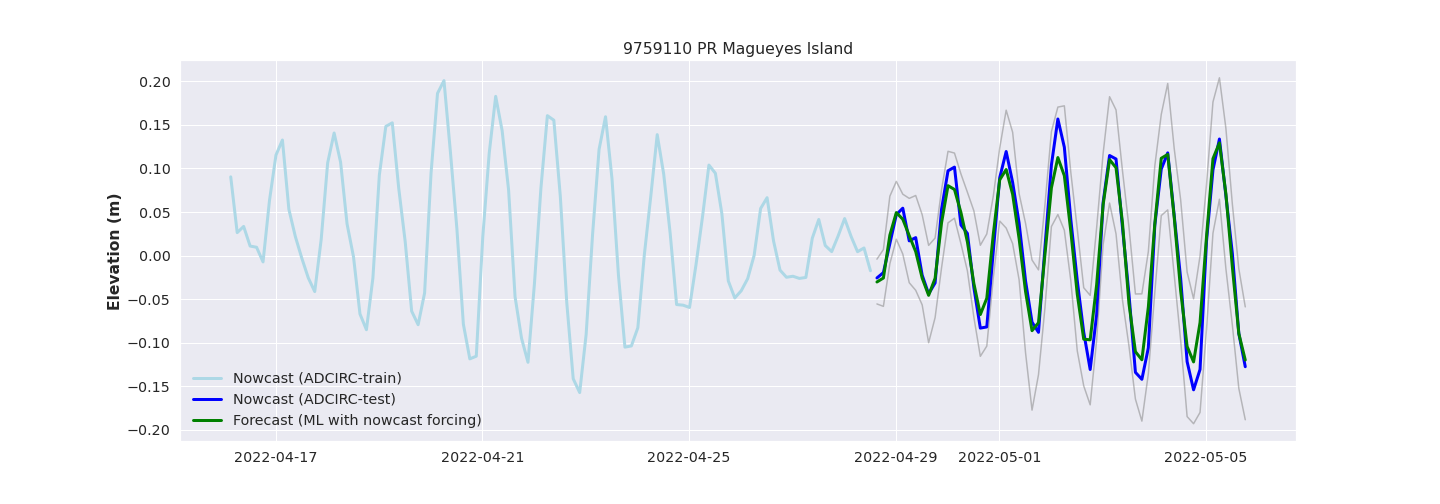 9759110 PR Magueyes Island
0.20
0.15
0.10
0.05
0.00
−0.05
−0.10
−0.15
−0.20
Elevation (m)
Nowcast (ADCIRC-train)
Nowcast (ADCIRC-test)
Forecast (ML with nowcast forcing)
2022-04-17 2022-04-21 2022-04-25 2022-04-29 2022-05-01 2022-05-05